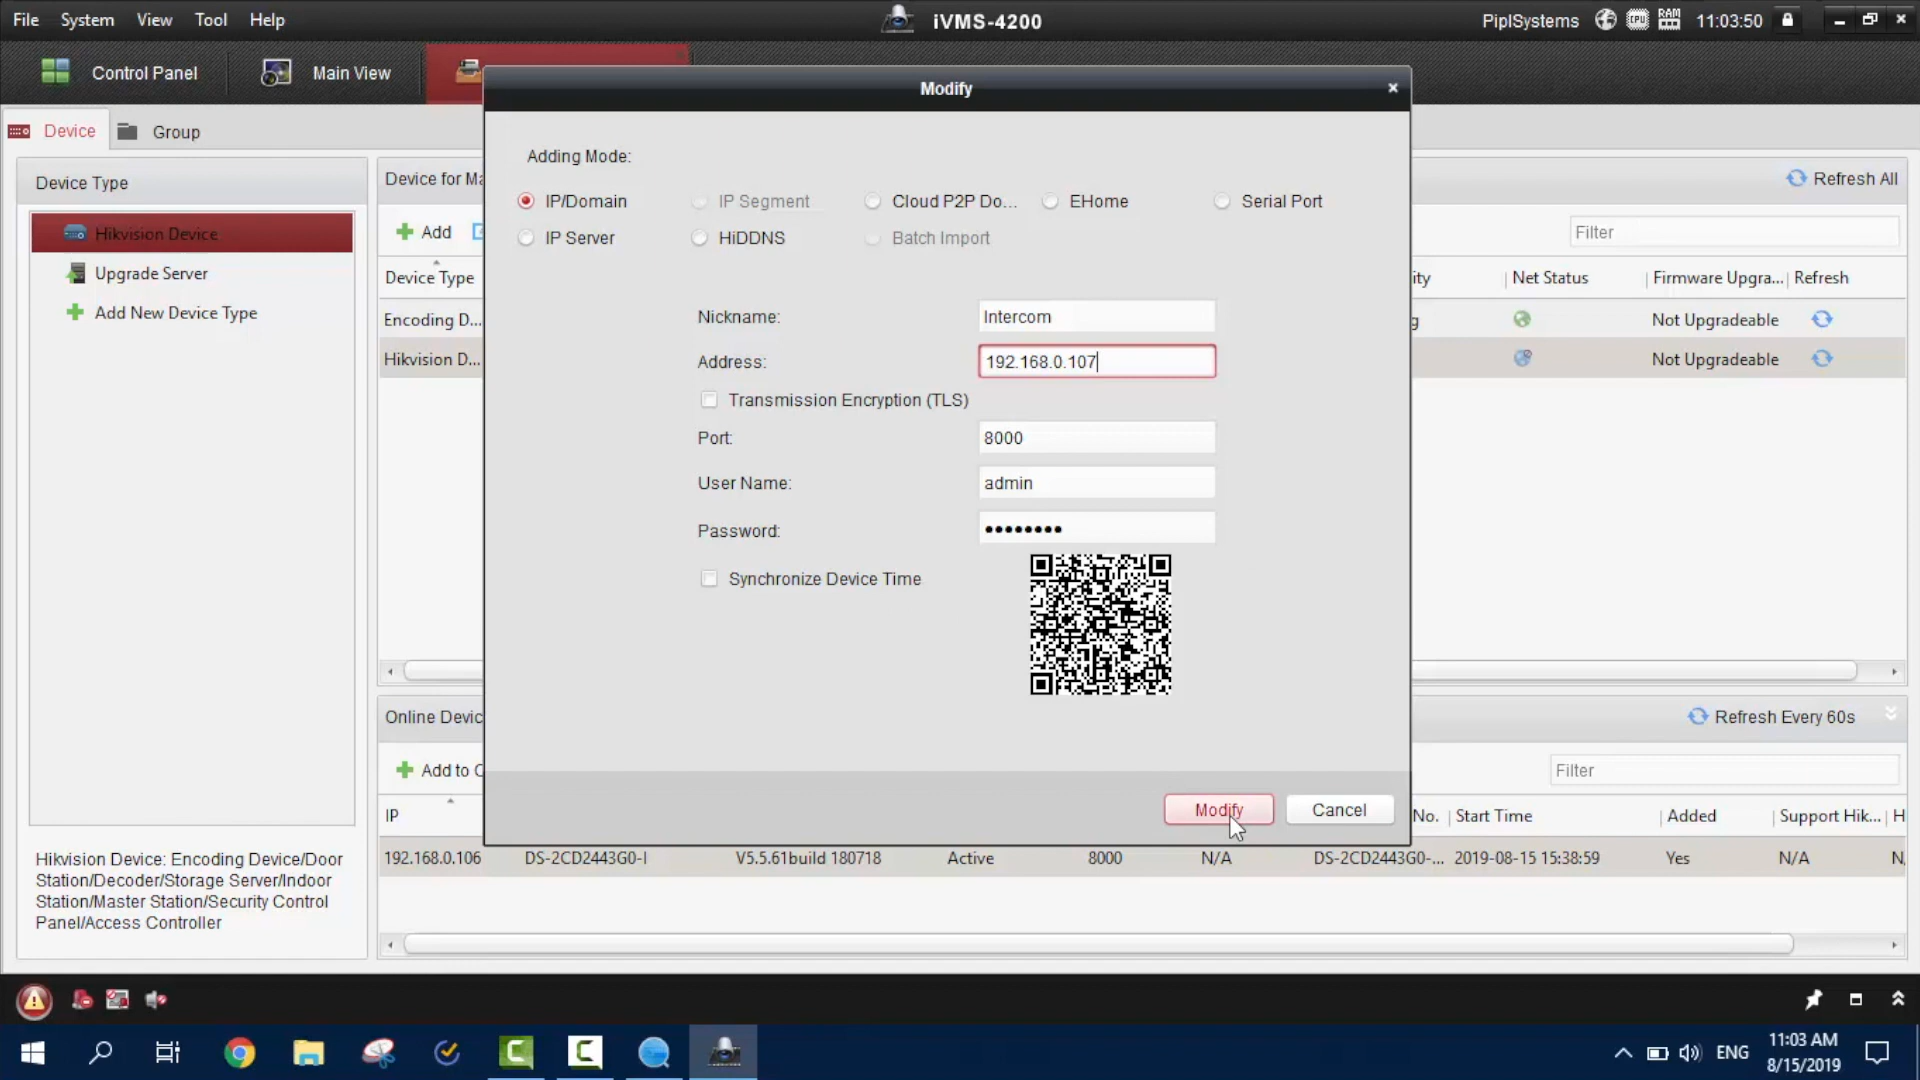 File System View Tool Help
iVMS-4200
PiplSystems CPU RAM 11:03:50
Control Panel Main View
Modify
Device Group
Adding Mode:
Device Type
Device for Ma
Refresh All
IP/Domain IP Segment Cloud P2P Do... EHome Serial Port
Hikvision Device
Add
Filter
IP Server HiDDNS Batch Import
Upgrade Server
Device Type
ity Net Status Firmware Upgra... Refresh
Add New Device Type
Nickname: Intercom
Encoding D...
g Not Upgradeable
Hikvision D...
Address: 192.168.0.107
Not Upgradeable
Transmission Encryption (TLS)
Port: 8000
User Name: admin
Password: ●●●●●●●●
Synchronize Device Time
Online Devic
Refresh Every 60s
Add to C
Filter
Modify Cancel
IP
No. Start Time Added Support Hik... H
192.168.0.106 DS-2CD2443G0-I V5.5.61build 180718 Active 8000 N/A DS-2CD2443G0-... 2019-08-15 15:38:59 Yes N/A N
Hikvision Device: Encoding Device/Door
Station/Decoder/Storage Server/Indoor
Station/Master Station/Security Control
Panel/Access Controller
ENG
11:03 AM
8/15/2019